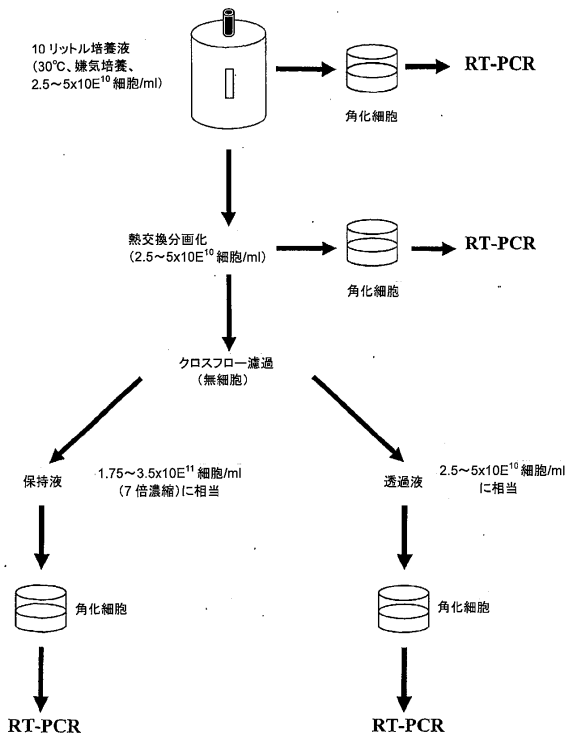 10リットル培養液
（30℃、嫌気培養、
2.5～5x10E¹⁰ 細胞/ml）
角化細胞
RT-PCR
熱交換分画化
（2.5～5x10E¹⁰ 細胞/ml）
角化細胞
RT-PCR
クロスフロー濾過
（無細胞）
保持液
1.75～3.5x10E¹¹ 細胞/ml
（7倍濃縮）に相当
透過液
2.5～5x10E¹⁰ 細胞/ml
に相当
角化細胞
角化細胞
RT-PCR
RT-PCR